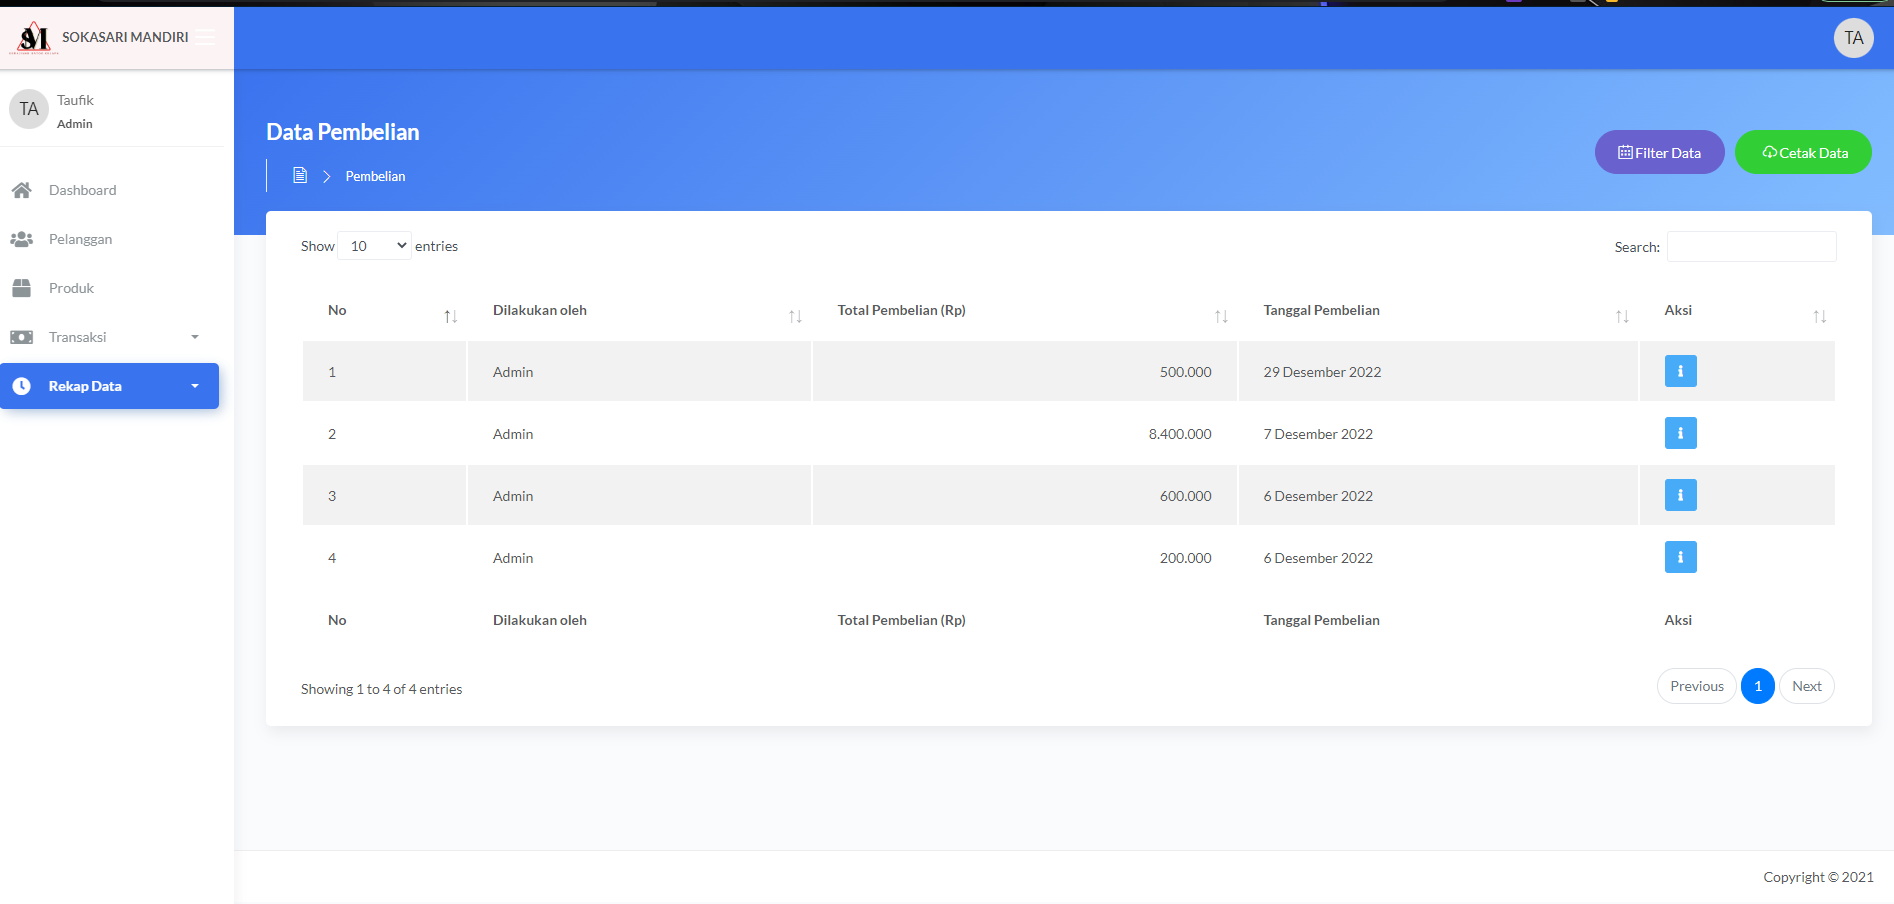 SM SOKASARI MANDIRI
TA
TA
Taufik
Admin
Dashboard
Pelanggan
Produk
Transaksi
Rekap Data
Data Pembelian
Pembelian
Filter Data
Cetak Data
Show 10 entries
Search:
No Dilakukan oleh Total Pembelian (Rp) Tanggal Pembelian Aksi
1 Admin 500.000 29 Desember 2022 i
2 Admin 8.400.000 7 Desember 2022 i
3 Admin 600.000 6 Desember 2022 i
4 Admin 200.000 6 Desember 2022 i
No Dilakukan oleh Total Pembelian (Rp) Tanggal Pembelian Aksi
Showing 1 to 4 of 4 entries
Previous 1 Next
Copyright © 2021